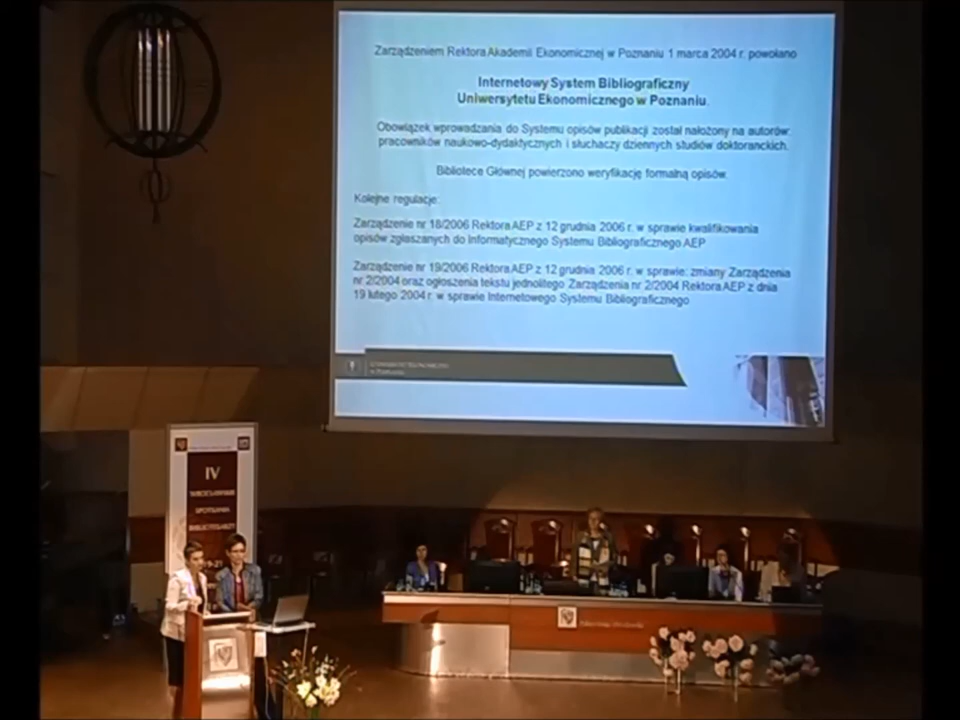 Zarządzeniem Rektora Akademii Ekonomicznej w Poznaniu 1 marca 2004 r. powołano
Internetowy System Bibliograficzny
Uniwersytetu Ekonomicznego w Poznaniu.
Obowiązek wprowadzania do Systemu opisów publikacji został nałożony na autorów:
pracowników naukowo-dydaktycznych i słuchaczy dziennych studiów doktoranckich.
Bibliotece Głównej powierzono weryfikację formalną opisów.
Kolejne regulacje:
Zarządzenie nr 18/2006 Rektora AEP z 12 grudnia 2006 r. w sprawie kwalifikowania
opisów zgłaszanych do Informatycznego Systemu Bibliograficznego AEP
Zarządzenie nr 19/2006 Rektora AEP z 12 grudnia 2006 r. w sprawie: zmiany Zarządzenia
nr 2/2004 oraz ogłoszenia tekstu jednolitego Zarządzenia nr 2/2004 Rektora AEP z dnia
19 lutego 2004 r. w sprawie Internetowego Systemu Bibliograficznego
IV
WROCŁAWSKIE
SPOTKANIA
BIBLIOTEKARZY